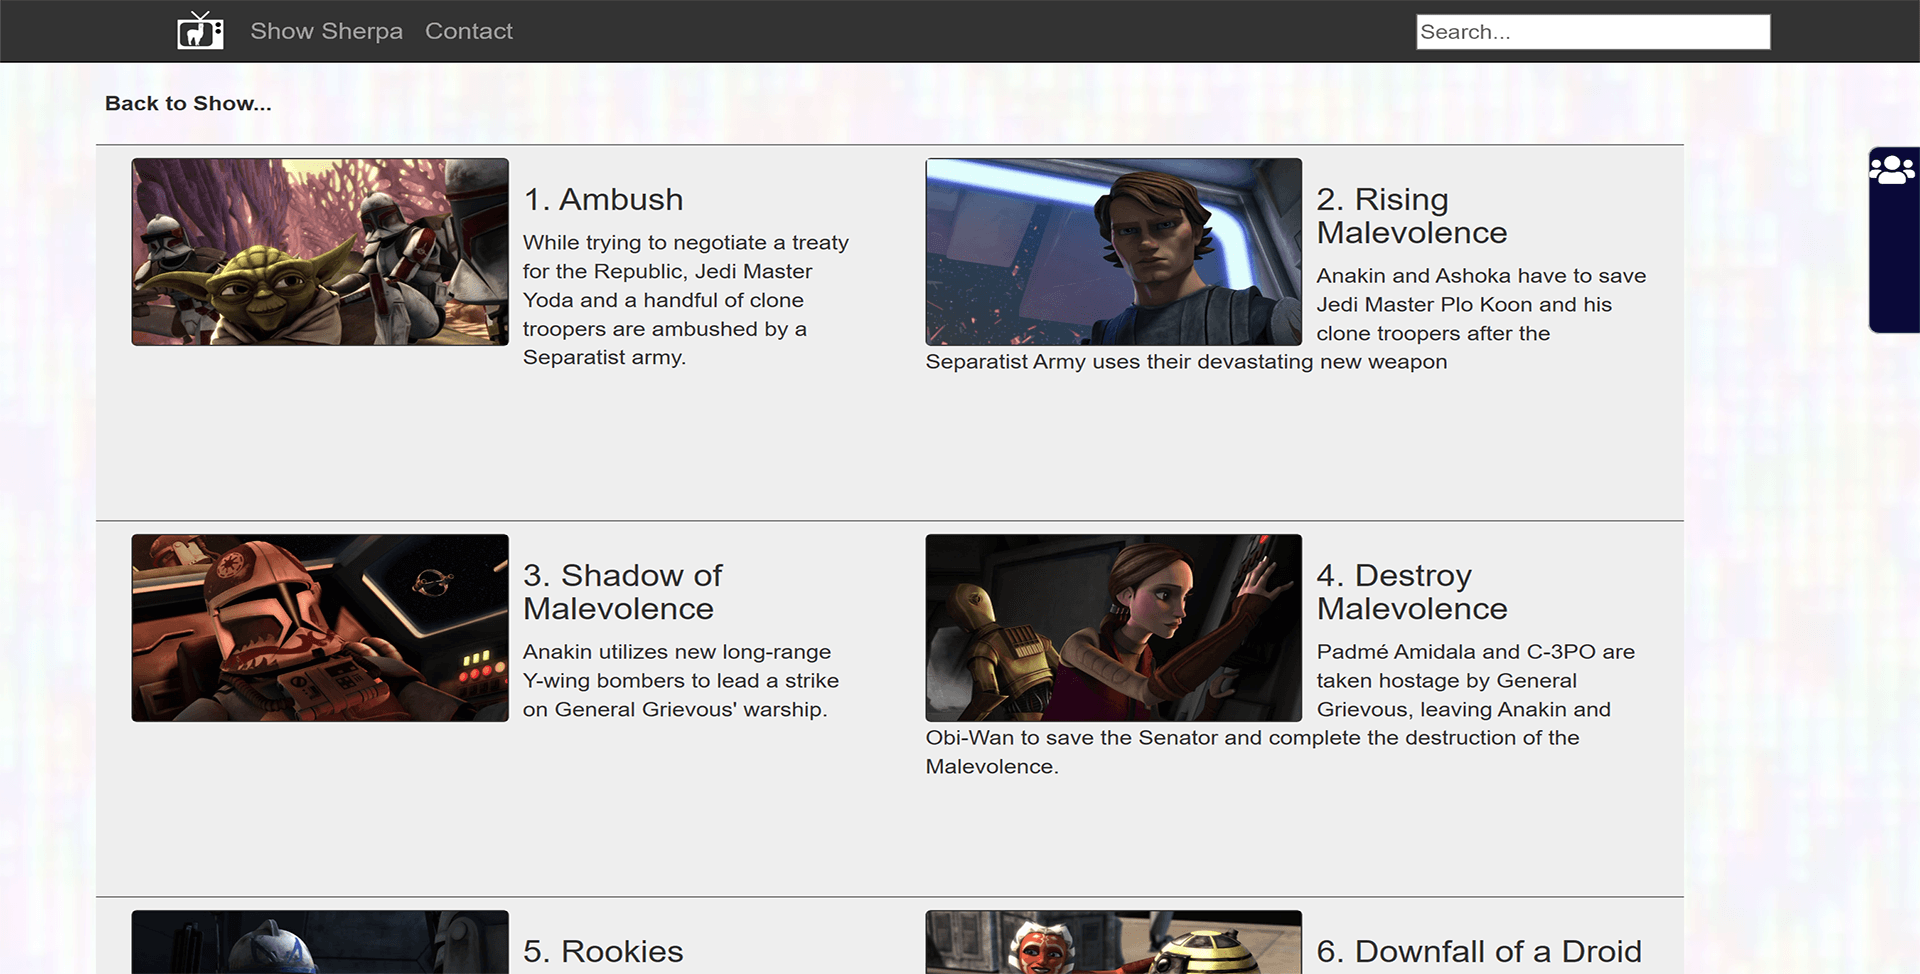 Show Sherpa Contact
Search...
Back to Show...
1. Ambush
While trying to negotiate a treaty
for the Republic, Jedi Master
Yoda and a handful of clone
troopers are ambushed by a
Separatist army.
2. Rising
Malevolence
Anakin and Ashoka have to save
Jedi Master Plo Koon and his
clone troopers after the
Separatist Army uses their devastating new weapon
3. Shadow of
Malevolence
Anakin utilizes new long-range
Y-wing bombers to lead a strike
on General Grievous' warship.
4. Destroy
Malevolence
Padmé Amidala and C-3PO are
taken hostage by General
Grievous, leaving Anakin and
Obi-Wan to save the Senator and complete the destruction of the
Malevolence.
5. Rookies
6. Downfall of a Droid